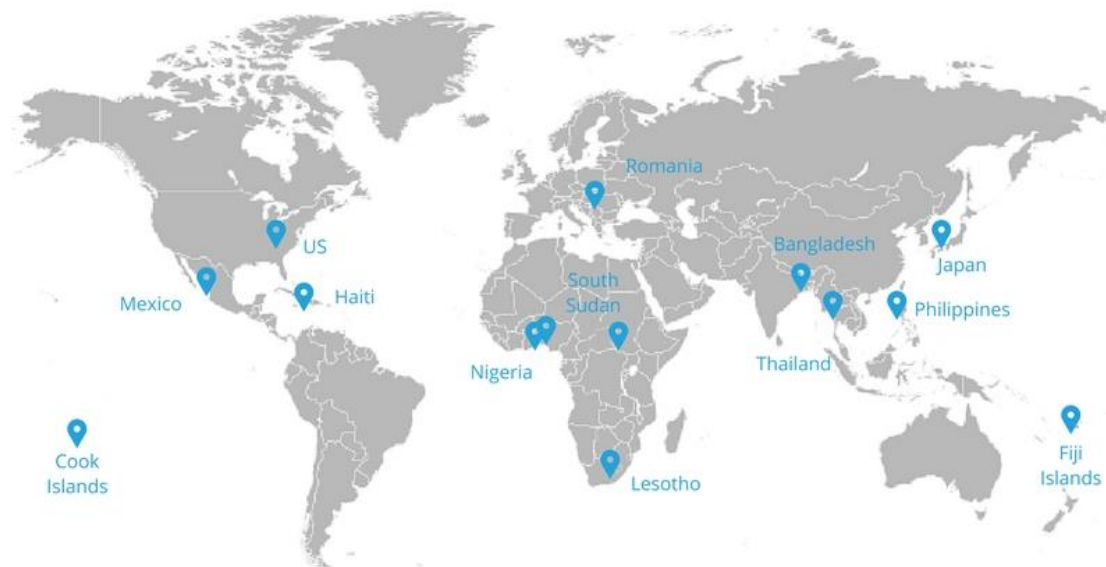 Romania
US
Bangladesh
Japan
South
Sudan
Mexico
Haiti
Philippines
Nigeria
Thailand
Cook
Islands
Fiji
Islands
Lesotho